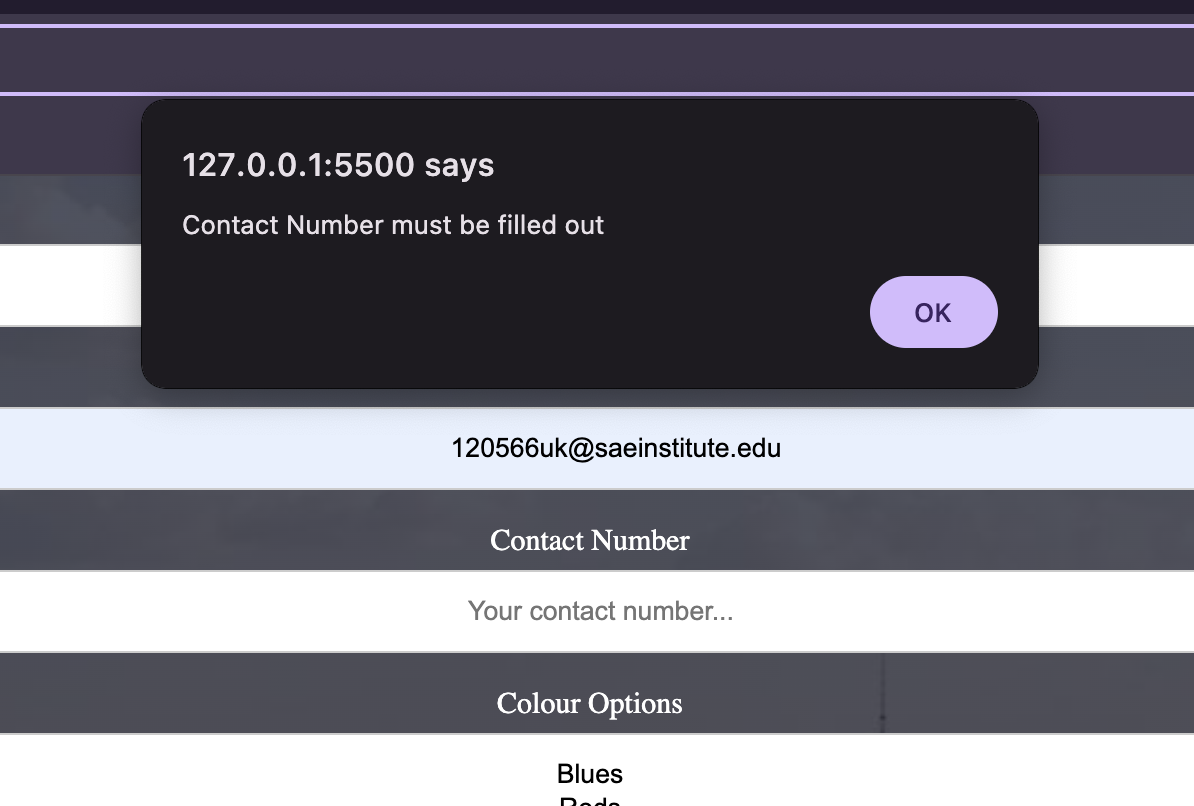 127.0.0.1:5500 says
Contact Number must be filled out
OK
120566uk@saeinstitute.edu
Contact Number
Your contact number...
Colour Options
Blues
Reds